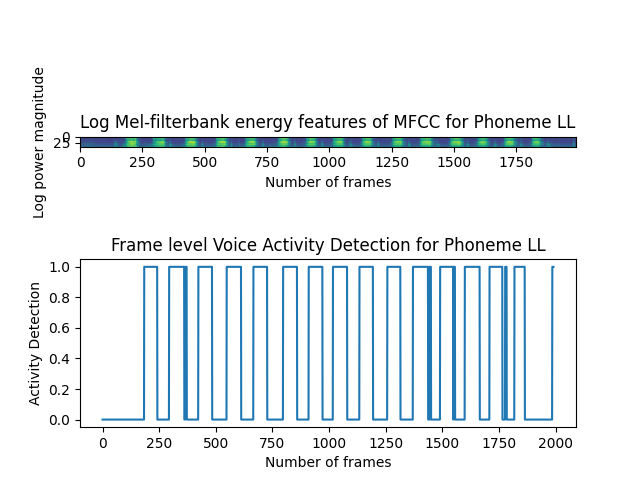 Log Mel-filterbank energy features of MFCC for Phoneme LL
Log power magnitude
0
25
0 250 500 750 1000 1250 1500 1750
Number of frames
Frame level Voice Activity Detection for Phoneme LL
Activity Detection
1.0
0.8
0.6
0.4
0.2
0.0
0 250 500 750 1000 1250 1500 1750 2000
Number of frames